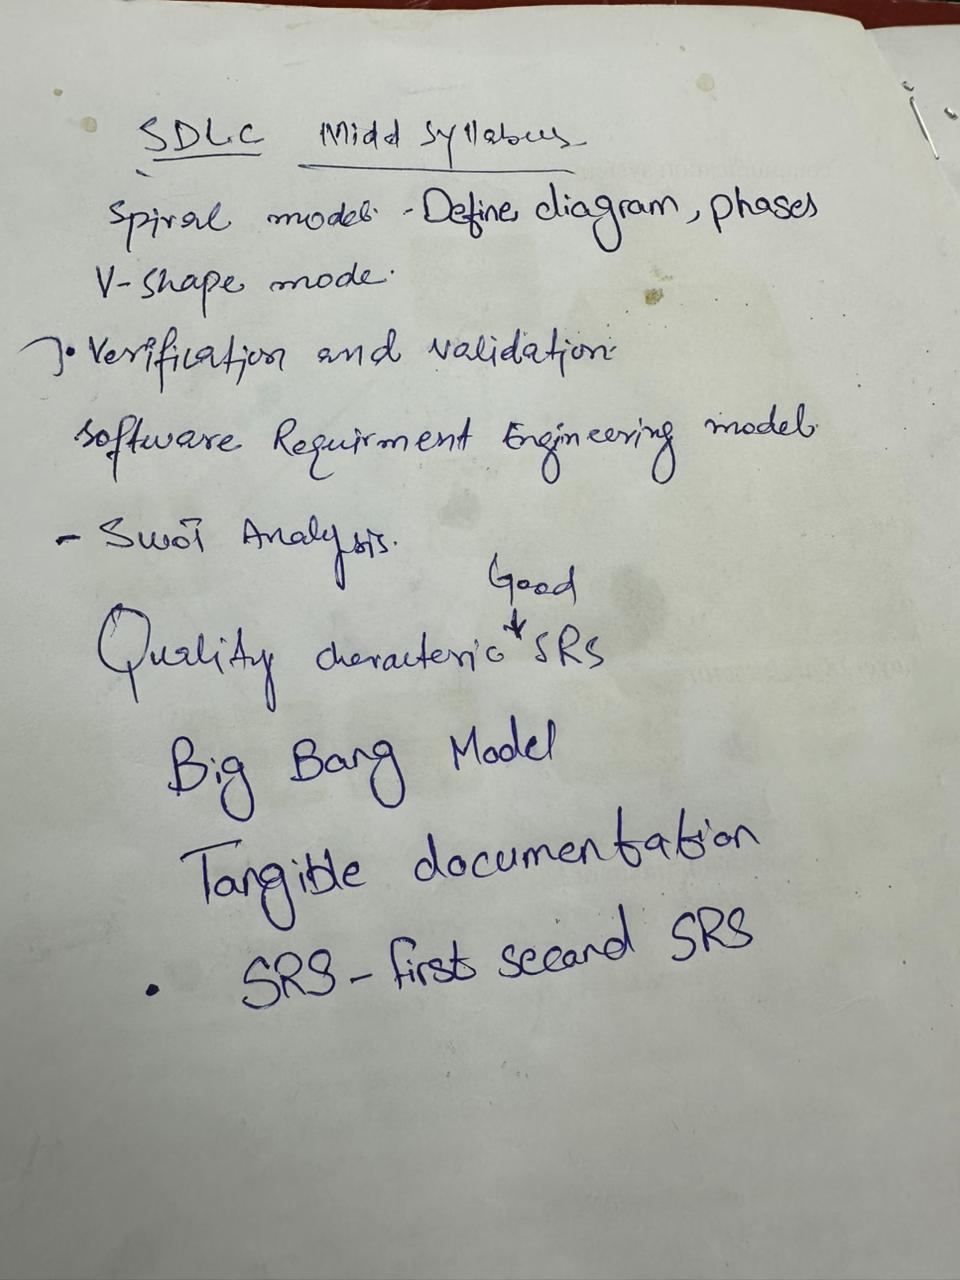 SDLC Midd Syllabus
Spiral model - Define, diagram, phases
V-shape mode.
• Verification and validation
software Requirment Engineering model.
- SWOT Analysis.
Good
Quality characteric SRS
Big Bang Model
Tangible documentation
• SRS - first second SRS